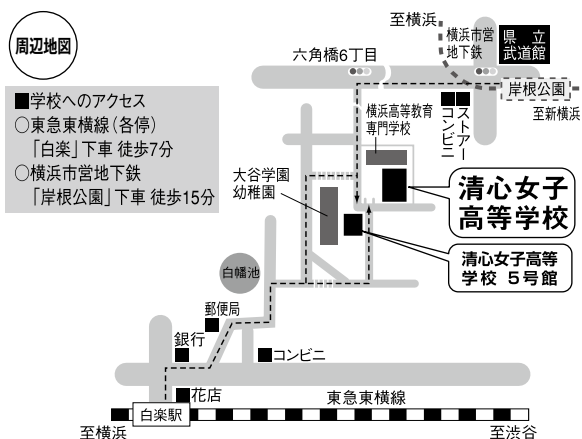 周辺地図
■学校へのアクセス
○東急東横線（各停）
「白楽」下車 徒歩7分
○横浜市営地下鉄
「岸根公園」下車 徒歩15分
至横浜
横浜市営
地下鉄
県 立
武道館
六角橋6丁目
岸根公園
至新横浜
コンビニ
ストアー
横浜高等教育
専門学校
大谷学園
幼稚園
清心女子
高等学校
清心女子高等
学校 5号館
白幡池
郵便局
銀行
コンビニ
花店
東急東横線
白楽駅
至横浜
至渋谷